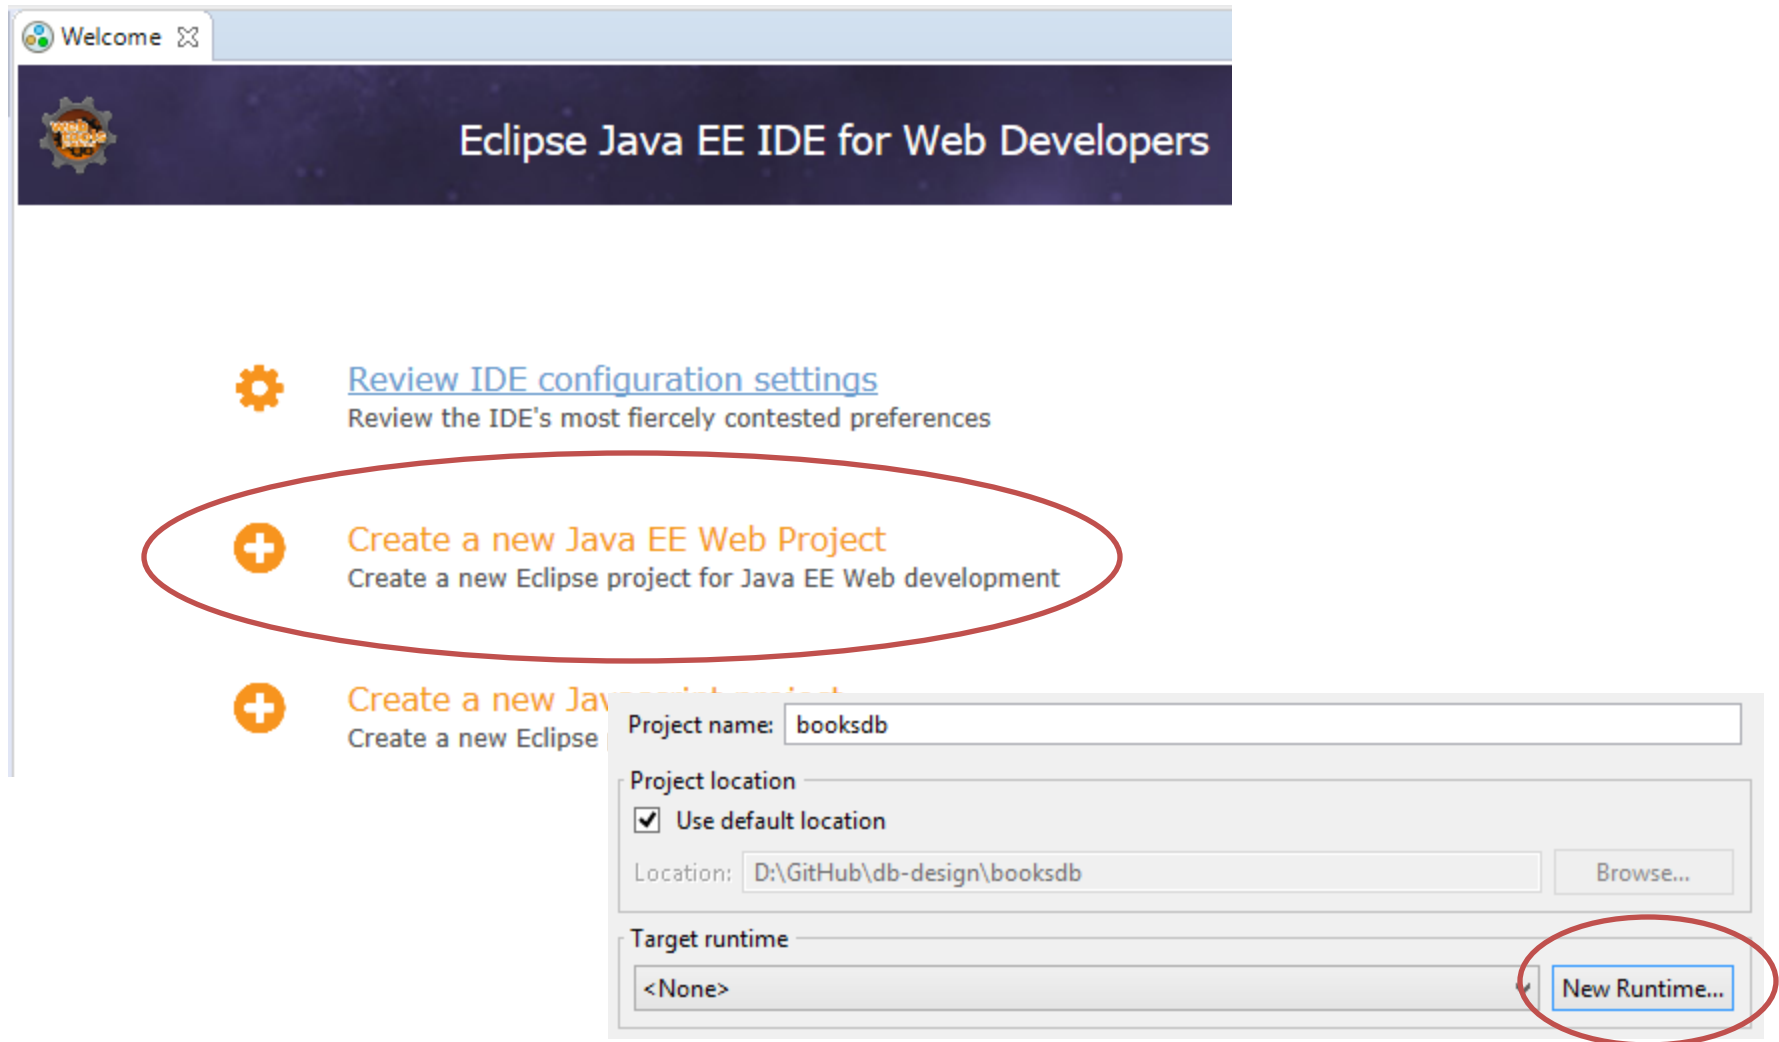 Welcome
Eclipse Java EE IDE for Web Developers
Review IDE configuration settings
Review the IDE's most fiercely contested preferences
Create a new Java EE Web Project
Create a new Eclipse project for Java EE Web development
Create a new Javascript project
Create a new Eclipse
Project name: booksdb
Project location
Use default location
Location: D:\GitHub\db-design\booksdb Browse...
Target runtime
<None> New Runtime...